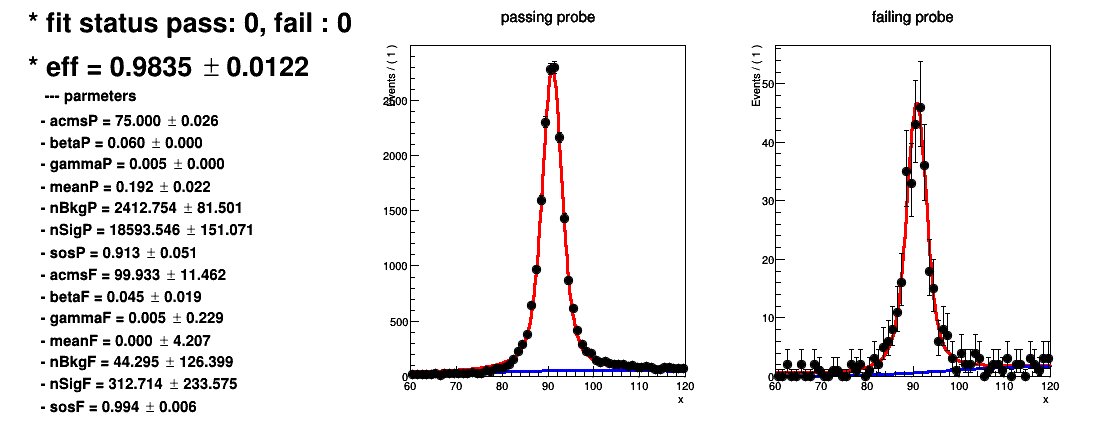 * fit status pass: 0, fail : 0
* eff = 0.9835 ± 0.0122
--- parmeters
- acmsP = 75.000 ± 0.026
- betaP = 0.060 ± 0.000
- gammaP = 0.005 ± 0.000
- meanP = 0.192 ± 0.022
- nBkgP = 2412.754 ± 81.501
- nSigP = 18593.546 ± 151.071
- sosP = 0.913 ± 0.051
- acmsF = 99.933 ± 11.462
- betaF = 0.045 ± 0.019
- gammaF = 0.005 ± 0.229
- meanF = 0.000 ± 4.207
- nBkgF = 44.295 ± 126.399
- nSigF = 312.714 ± 233.575
- sosF = 0.994 ± 0.006
passing probe
Events / ( 1 )
2500
2000
1500
1000
500
0
60 70 80 90 100 110 120
x
failing probe
Events / ( 1 )
50
40
30
20
10
0
60 70 80 90 100 110 120
x